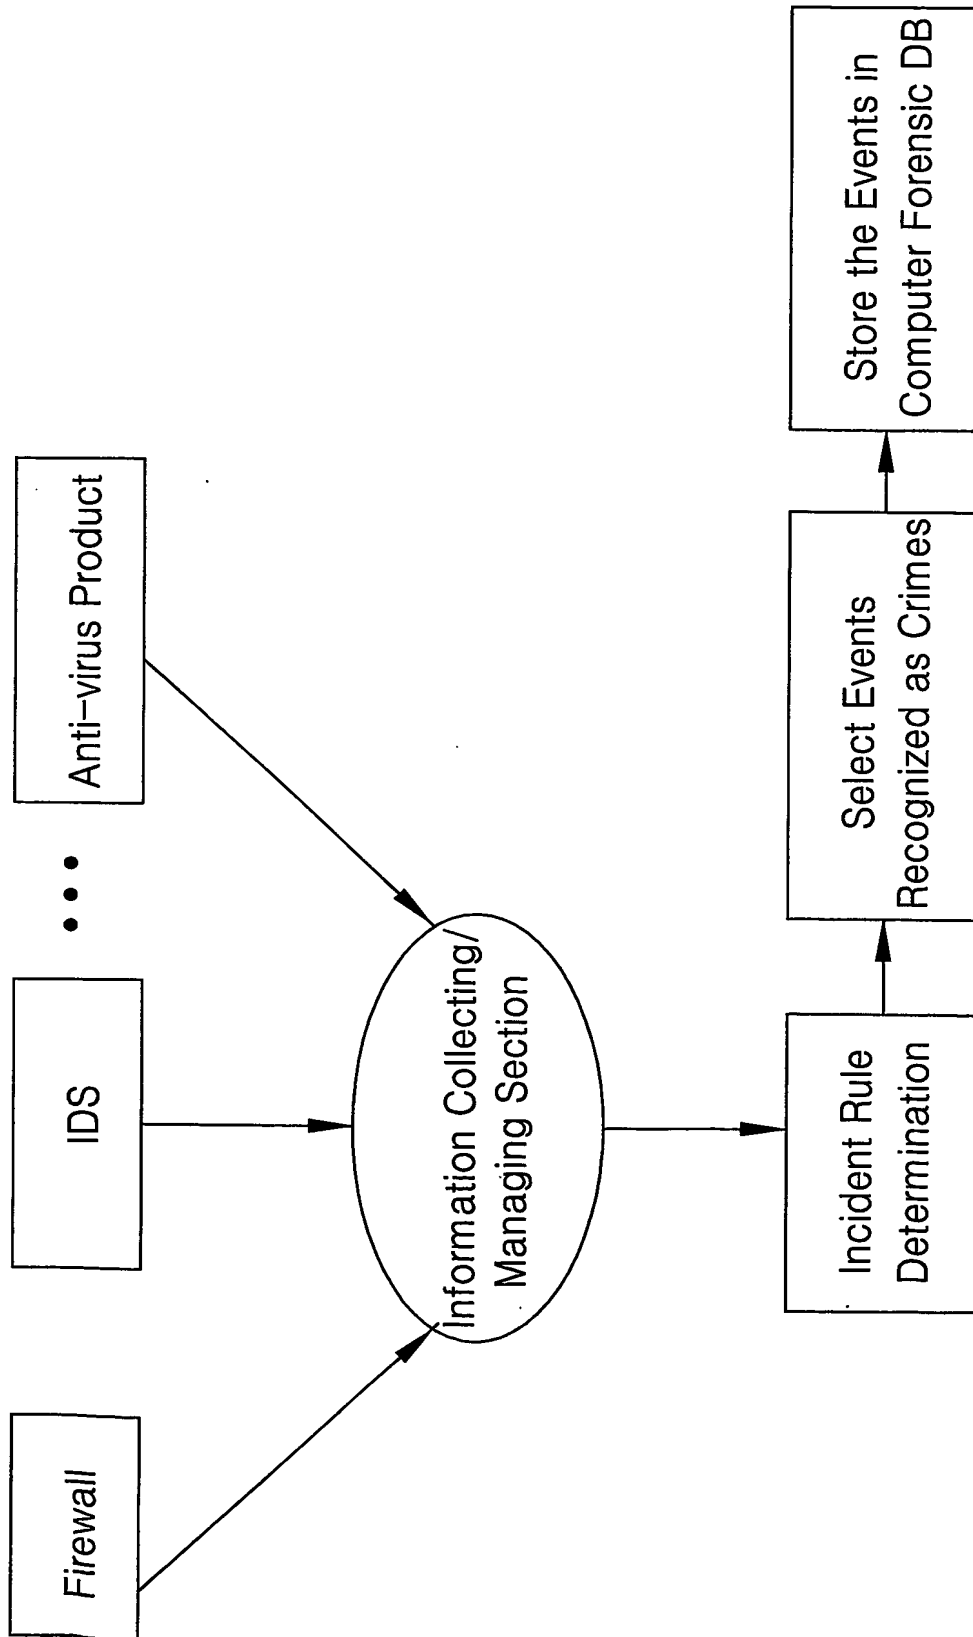 Firewall
IDS
Anti-virus Product
Information Collecting/
Managing Section
Incident Rule
Determination
Select Events
Recognized as Crimes
Store the Events in
Computer Forensic DB